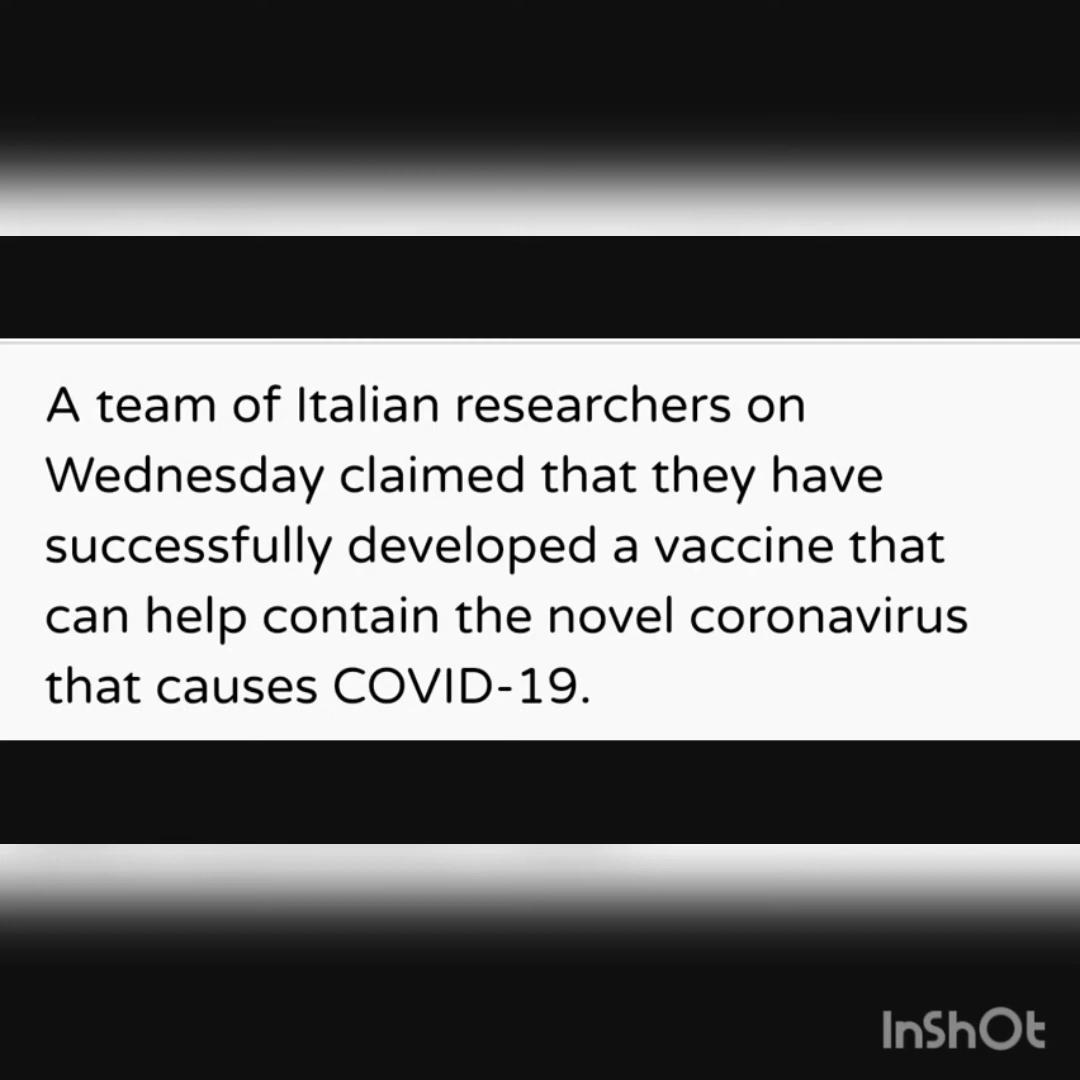 A team of Italian researchers on
Wednesday claimed that they have
successfully developed a vaccine that
can help contain the novel coronavirus
that causes COVID-19.
InShOt